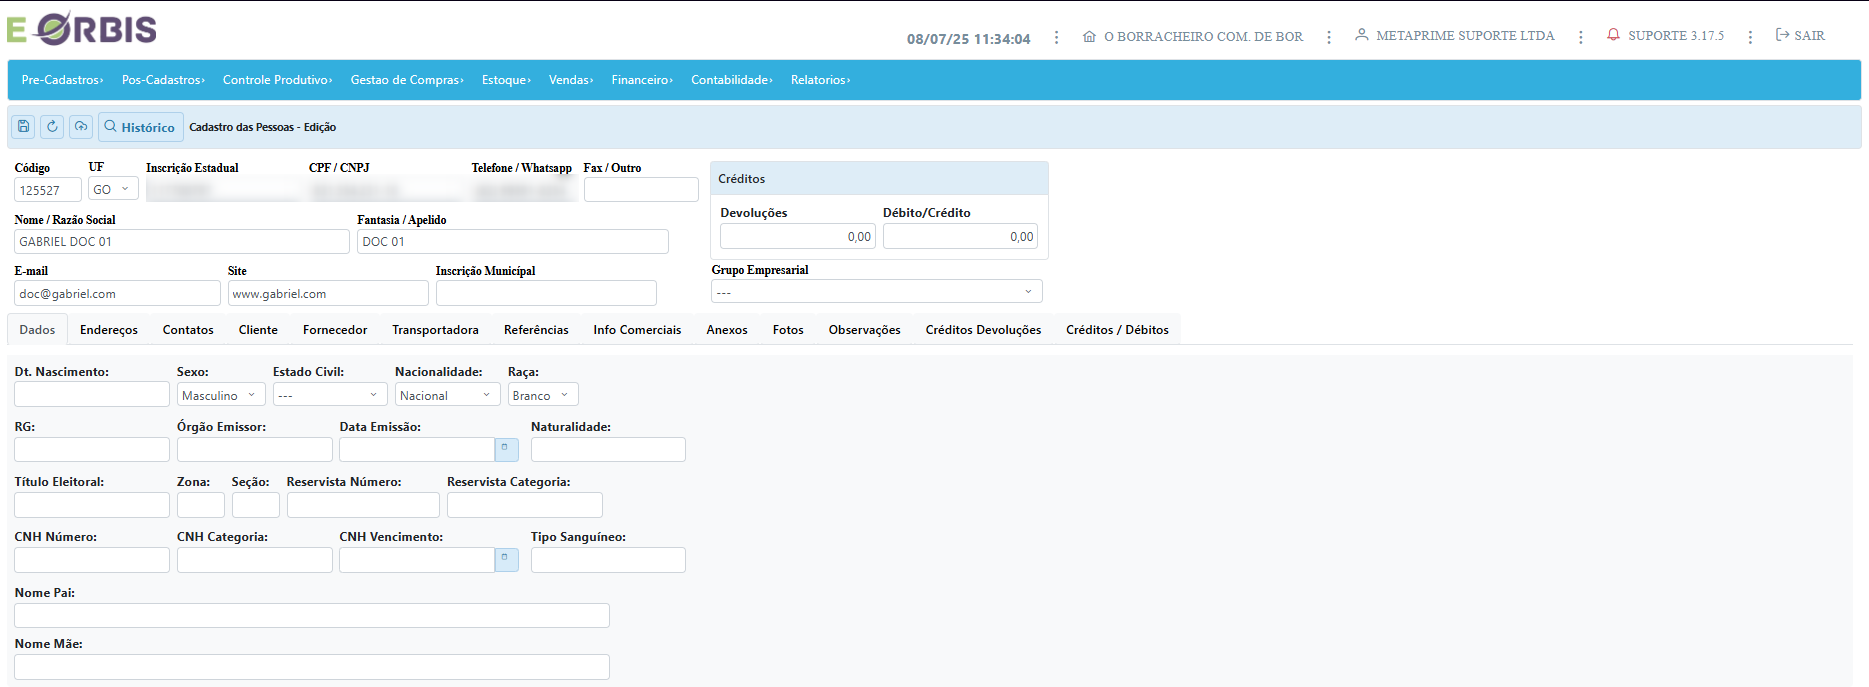 E ORBIS
08/07/25 11:34:04 O BORRACHEIRO COM. DE BOR METAPRIME SUPORTE LTDA SUPORTE 3.17.5 SAIR
Pre-Cadastros› Pos-Cadastros› Controle Produtivo› Gestao de Compras› Estoque› Vendas› Financeiro› Contabilidade› Relatorios›
Histórico Cadastro das Pessoas - Edição
Código UF Inscrição Estadual CPF / CNPJ Telefone / Whatsapp Fax / Outro
125527 GO
Créditos
Devoluções Débito/Crédito
0,00 0,00
Nome / Razão Social Fantasia / Apelido
GABRIEL DOC 01 DOC 01
E-mail Site Inscrição Municípal Grupo Empresarial
doc@gabriel.com www.gabriel.com ---
Dados Endereços Contatos Cliente Fornecedor Transportadora Referências Info Comerciais Anexos Fotos Observações Créditos Devoluções Créditos / Débitos
Dt. Nascimento: Sexo: Estado Civil: Nacionalidade: Raça:
Masculino --- Nacional Branco
RG: Órgão Emissor: Data Emissão: Naturalidade:
Título Eleitoral: Zona: Seção: Reservista Número: Reservista Categoria:
CNH Número: CNH Categoria: CNH Vencimento: Tipo Sanguíneo:
Nome Pai:
Nome Mãe: